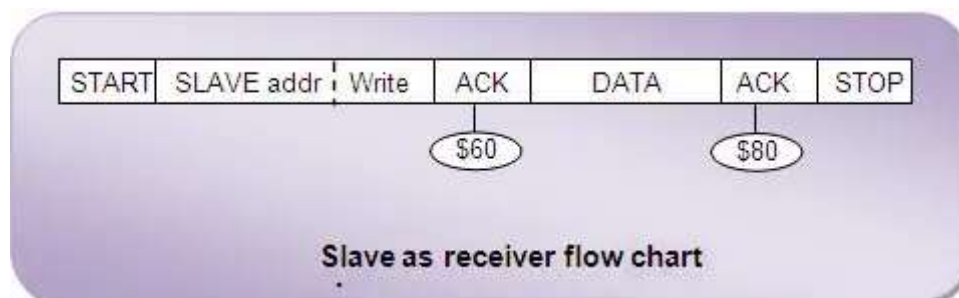 START SLAVE addr Write ACK DATA ACK STOP
$60 $80
Slave as receiver flow chart